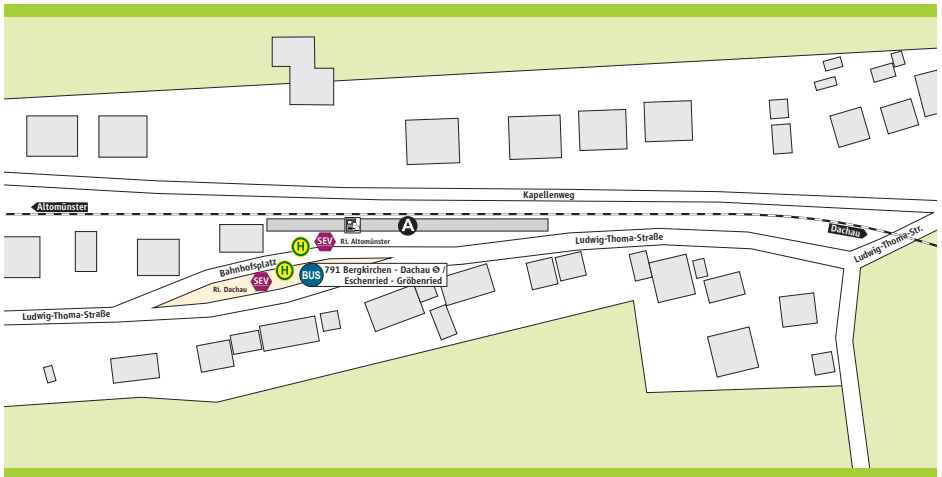 Kapellenweg
Altomünster
A
Dachau
Ludwig-Thoma-Str.
Ludwig-Thoma-Straße
H
SEV
Ri. Altomünster
Bahnhofsplatz
H
BUS
791 Bergkirchen - Dachau S /
Eschenried - Gröbenried
SEV
Ri. Dachau
Ludwig-Thoma-Straße